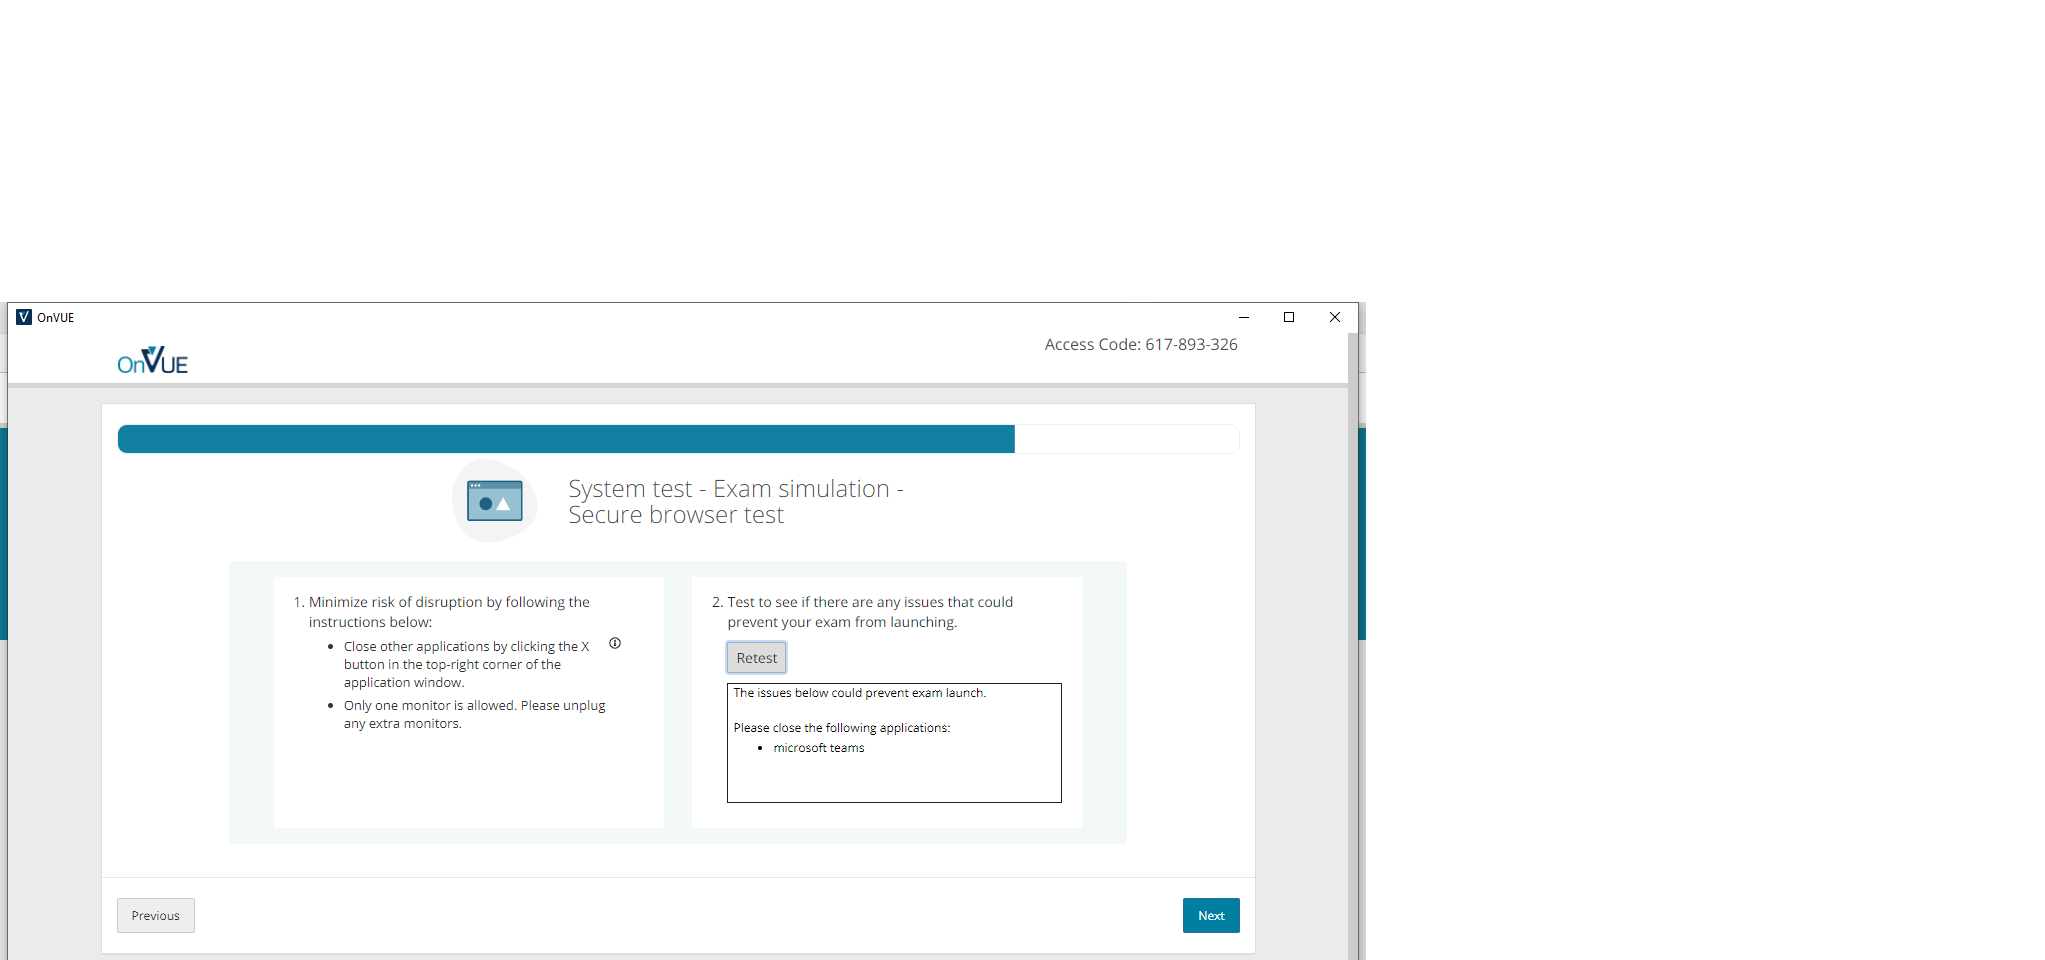 OnVUE
Access Code: 617-893-326
OnVUE
System test - Exam simulation -
Secure browser test
1. Minimize risk of disruption by following the
instructions below:
• Close other applications by clicking the X
button in the top-right corner of the
application window.
• Only one monitor is allowed. Please unplug
any extra monitors.
2. Test to see if there are any issues that could
prevent your exam from launching.
Retest
The issues below could prevent exam launch.
Please close the following applications:
• microsoft teams
Previous
Next